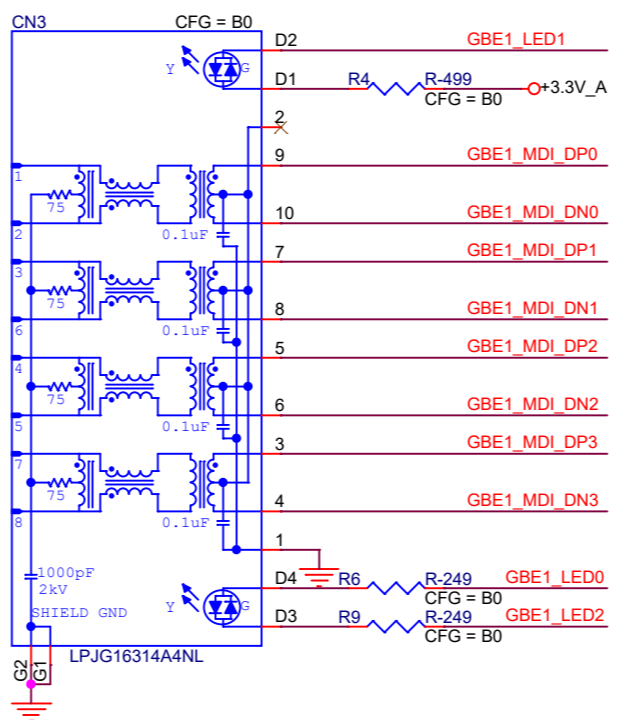 CN3 CFG = B0
D2 GBE1_LED1
Y G
D1 R4 R-499 +3.3V_A
CFG = B0
2
1 9 GBE1_MDI_DP0
75
2 0.1uF 10 GBE1_MDI_DN0
3 7 GBE1_MDI_DP1
75
6 0.1uF 8 GBE1_MDI_DN1
4 5 GBE1_MDI_DP2
75
5 0.1uF 6 GBE1_MDI_DN2
7 3 GBE1_MDI_DP3
75
8 0.1uF 4 GBE1_MDI_DN3
1
1000pF
2kV
D4 R6 R-249 GBE1_LED0
CFG = B0
Y G
SHIELD GND
D3 R9 R-249 GBE1_LED2
CFG = B0
LPJG16314A4NL
G2 G1